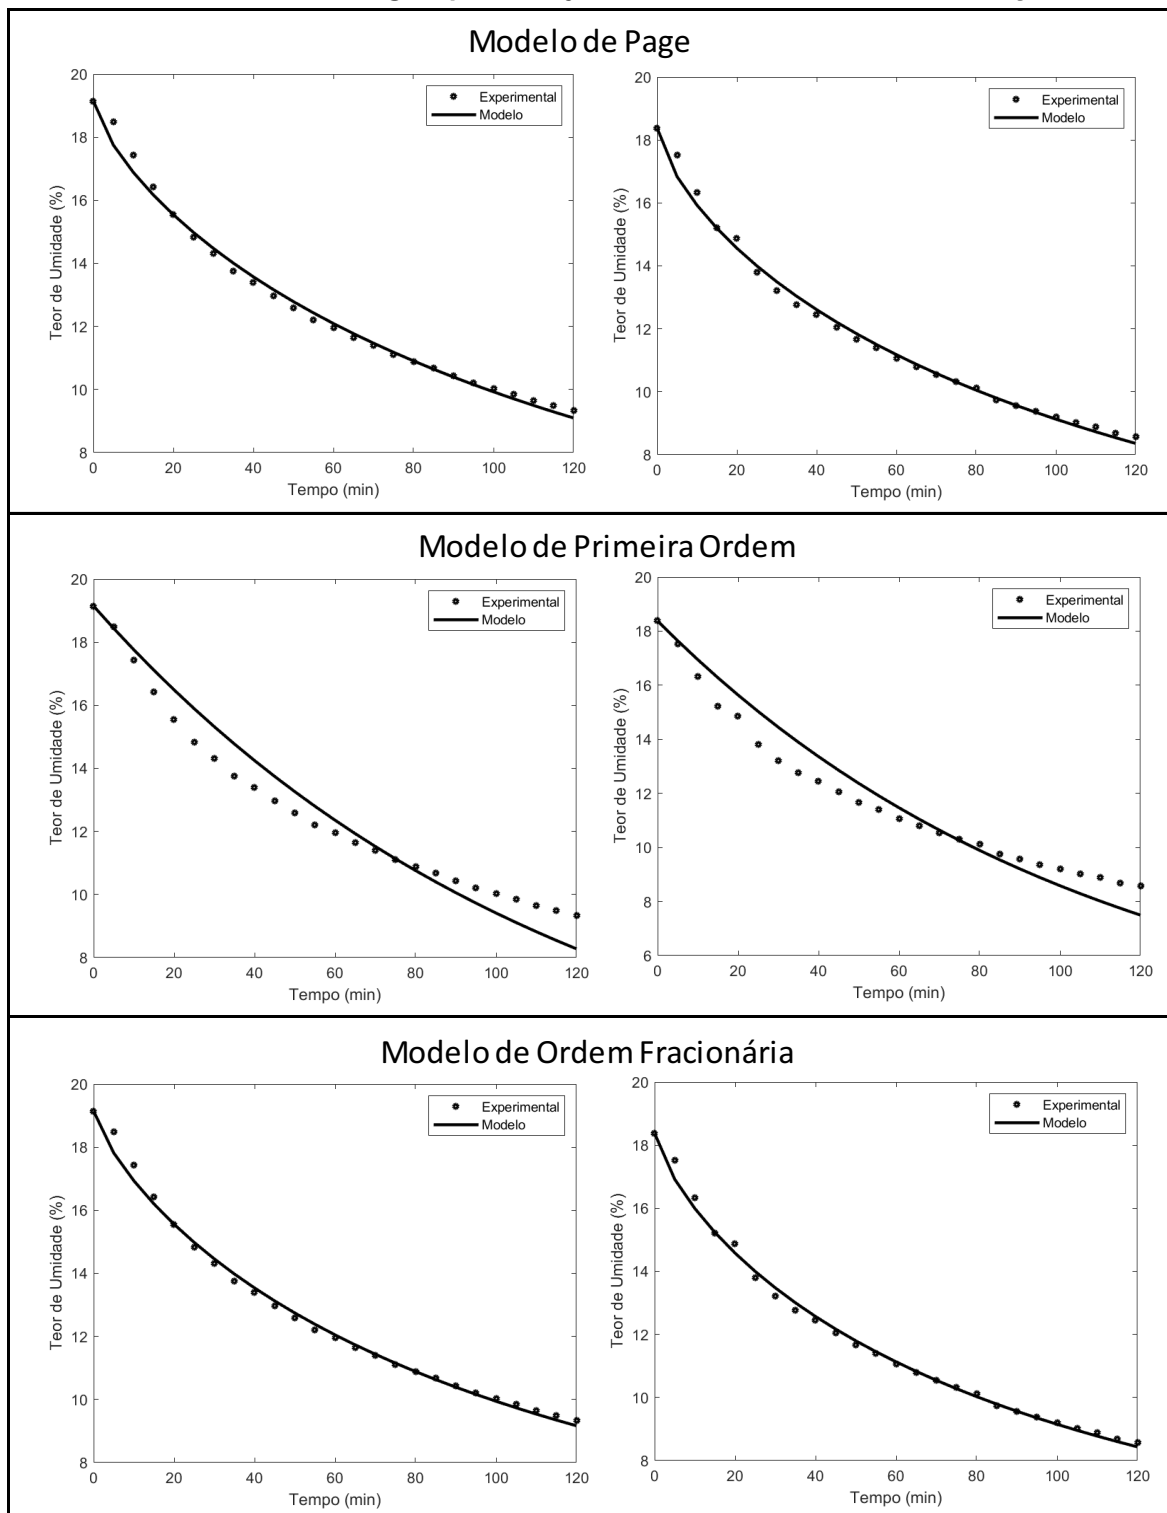 Modelo de Page
20
18
16
14
12
10
8
0 20 40 60 80 100 120
Teor de Umidade (%)
Tempo (min)
Experimental
Modelo
20
18
16
14
12
10
8
0 20 40 60 80 100 120
Teor de Umidade (%)
Tempo (min)
Experimental
Modelo
Modelo de Primeira Ordem
20
18
16
14
12
10
8
0 20 40 60 80 100 120
Teor de Umidade (%)
Tempo (min)
Experimental
Modelo
20
18
16
14
12
10
8
6
0 20 40 60 80 100 120
Teor de Umidade (%)
Tempo (min)
Experimental
Modelo
Modelo de Ordem Fracionária
20
18
16
14
12
10
8
0 20 40 60 80 100 120
Teor de Umidade (%)
Tempo (min)
Experimental
Modelo
20
18
16
14
12
10
8
0 20 40 60 80 100 120
Teor de Umidade (%)
Tempo (min)
Experimental
Modelo